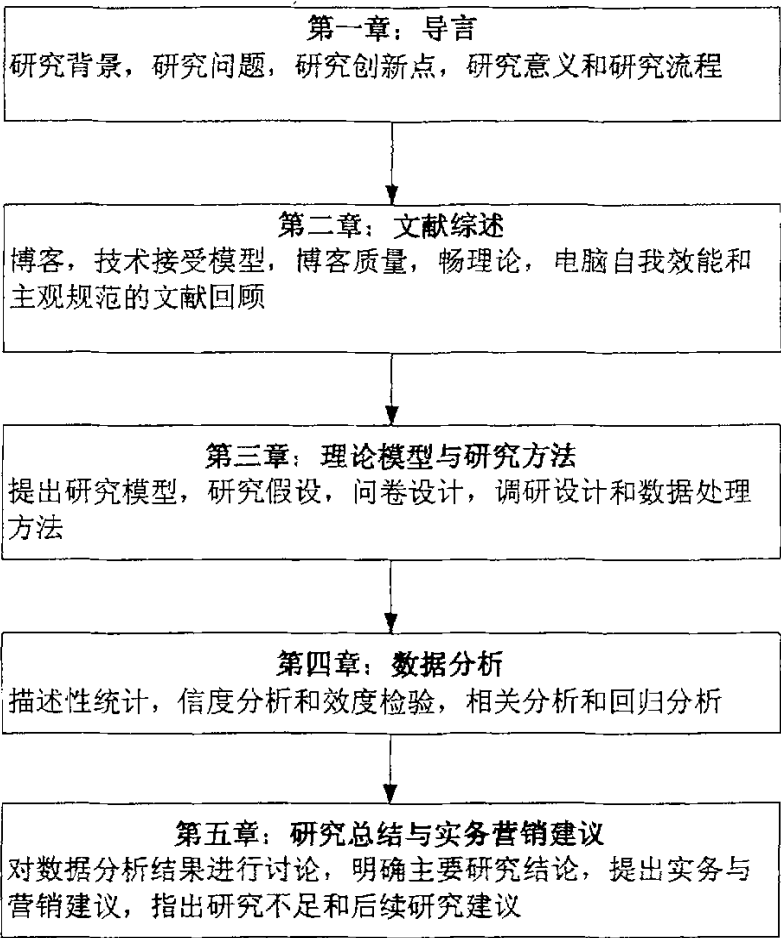 第一章：导言
研究背景，研究问题，研究创新点，研究意义和研究流程
第二章：文献综述
博客，技术接受模型，博客质量，畅理论，电脑自我效能和
主观规范的文献回顾
第三章：理论模型与研究方法
提出研究模型，研究假设，问卷设计，调研设计和数据处理
方法
第四章：数据分析
描述性统计，信度分析和效度检验，相关分析和回归分析
第五章：研究总结与实务营销建议
对数据分析结果进行讨论，明确主要研究结论，提出实务与
营销建议，指出研究不足和后续研究建议